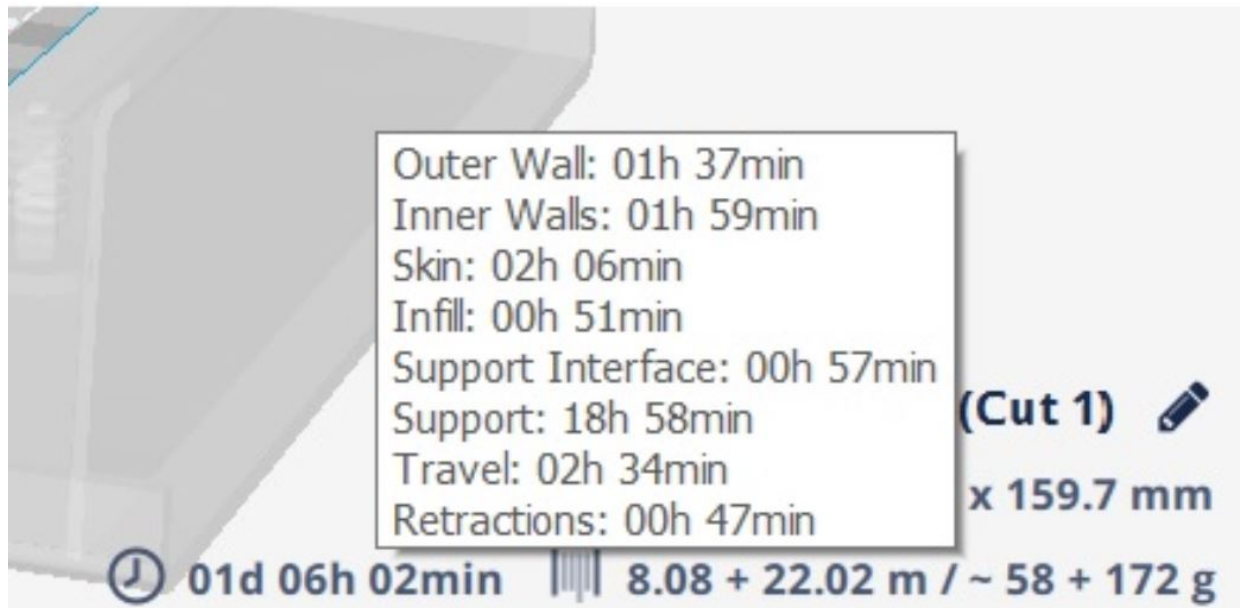 Outer Wall: 01h 37min
Inner Walls: 01h 59min
Skin: 02h 06min
Infill: 00h 51min
Support Interface: 00h 57min
Support: 18h 58min
Travel: 02h 34min
Retractions: 00h 47min
(Cut 1)
x 159.7 mm
01d 06h 02min 8.08 + 22.02 m / ~ 58 + 172 g